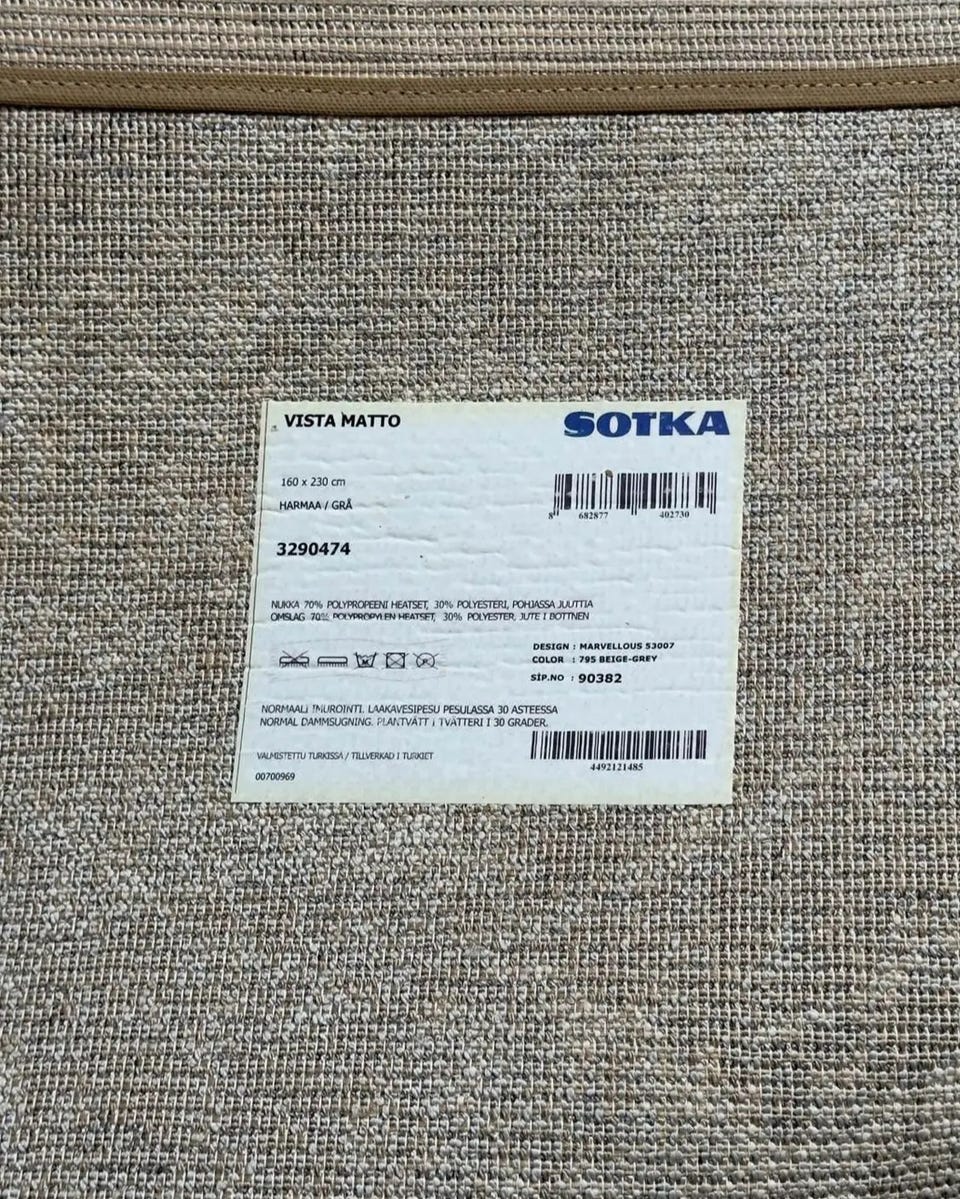 VISTA MATTO
SOTKA
160 x 230 cm
HARMAA / GRÅ
8 682877 402730
3290474
NUKKA 70% POLYPROPEENI HEATSET, 30% POLYESTERI, POHJASSA JUUTTIA
OMSLAG 70% POLYPROPYLEN HEATSET, 30% POLYESTER, JUTE I BOTTNEN
DESIGN : MARVELLOUS 53007
COLOR : 795 BEIGE-GREY
SİP.NO : 90382
NORMAALI IMUROINTI. LAAKAVESIPESU PESULASSA 30 ASTEESSA
NORMAL DAMMSUGNING. PLANTVÄTT I TVÄTTERI I 30 GRADER.
VALMISTETTU TURKISSA / TILLVERKAD I TURKIET
4492121485
00700969